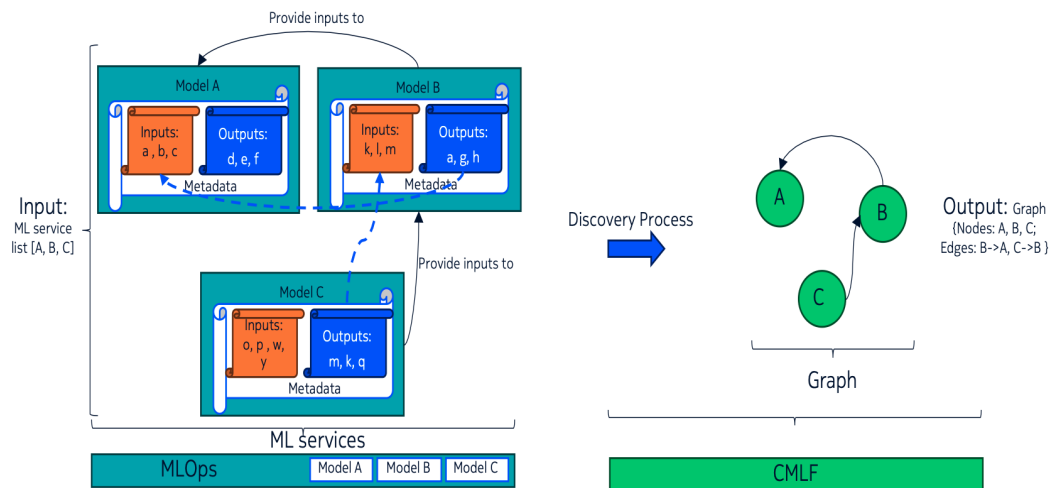 Provide inputs to
Model A
Inputs:
a , b, c
Outputs:
d, e, f
Metadata
Model B
Inputs:
k, l, m
Outputs:
a, g, h
Metadata
Input:
ML service
list [A, B, C]
Provide inputs to
Model C
Inputs:
o, p , w,
y
Outputs:
m, k, q
Metadata
ML services
MLOps
Model A
Model B
Model C
Discovery Process
A
B
C
Output: Graph
{Nodes: A, B, C;
Edges: B->A, C->B }
Graph
CMLF